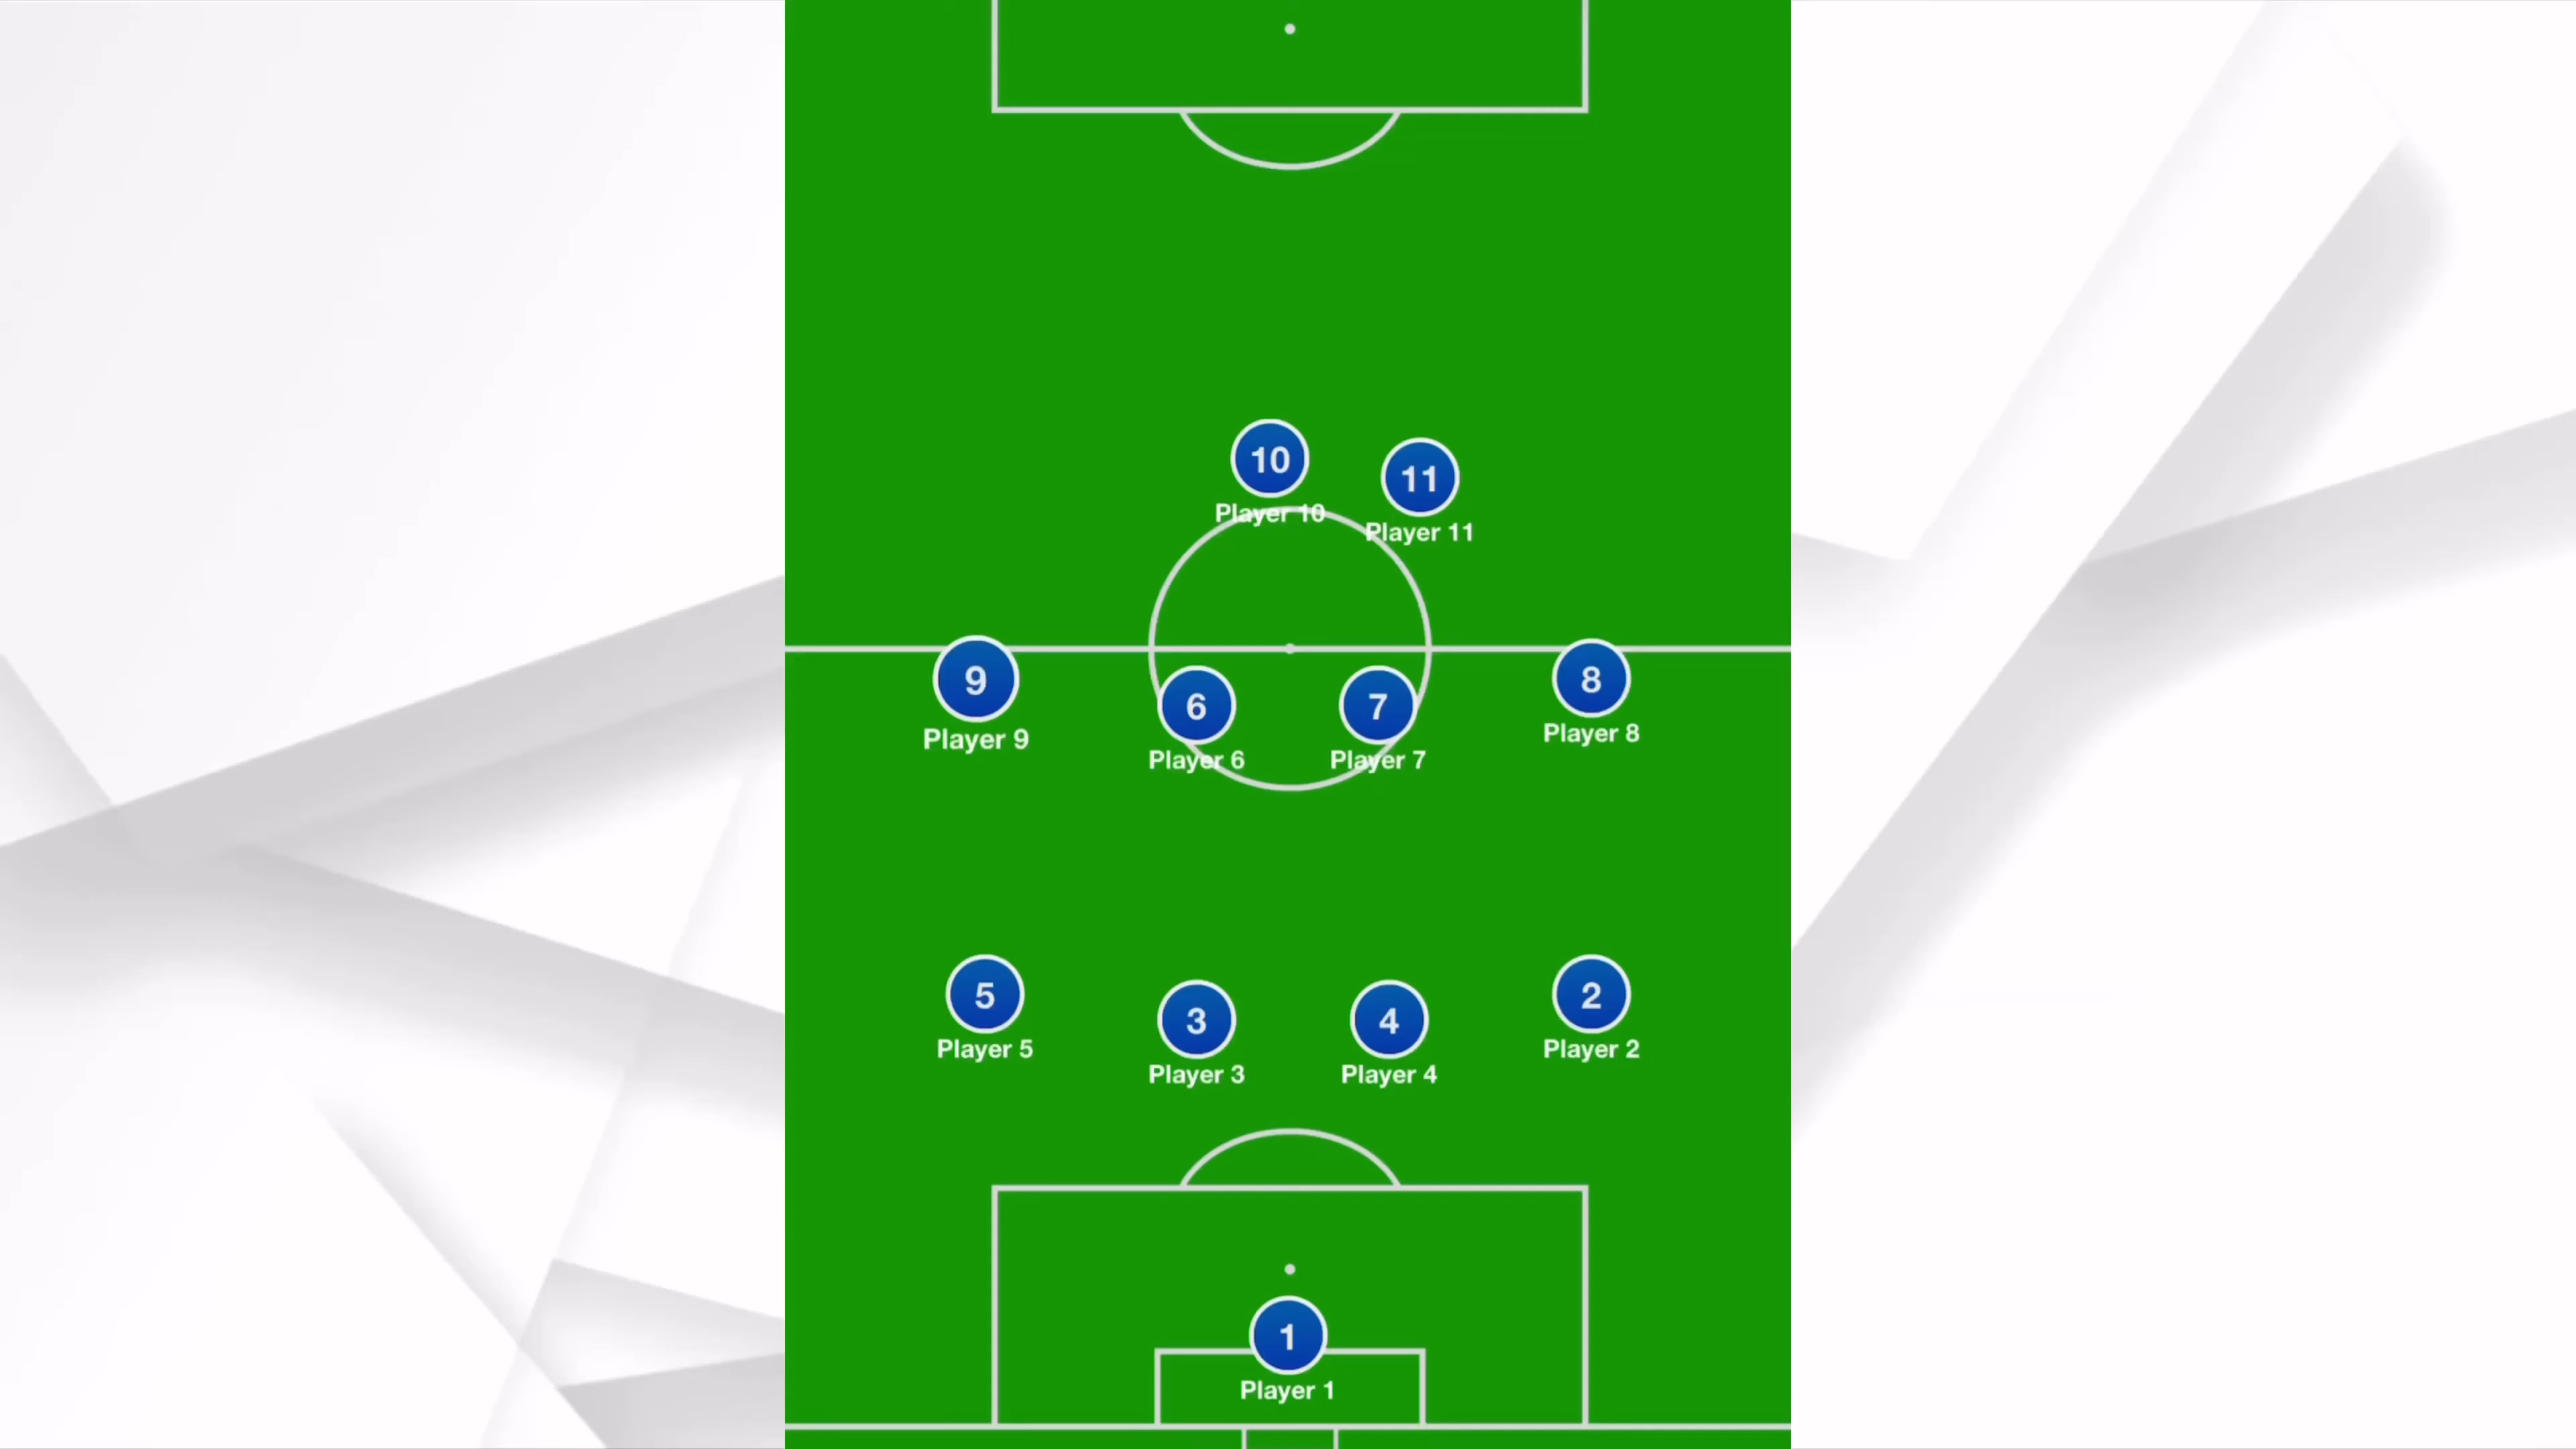 10
Player 10
11
Player 11
9
Player 9
6
Player 6
7
Player 7
8
Player 8
5
Player 5
3
Player 3
4
Player 4
2
Player 2
1
Player 1